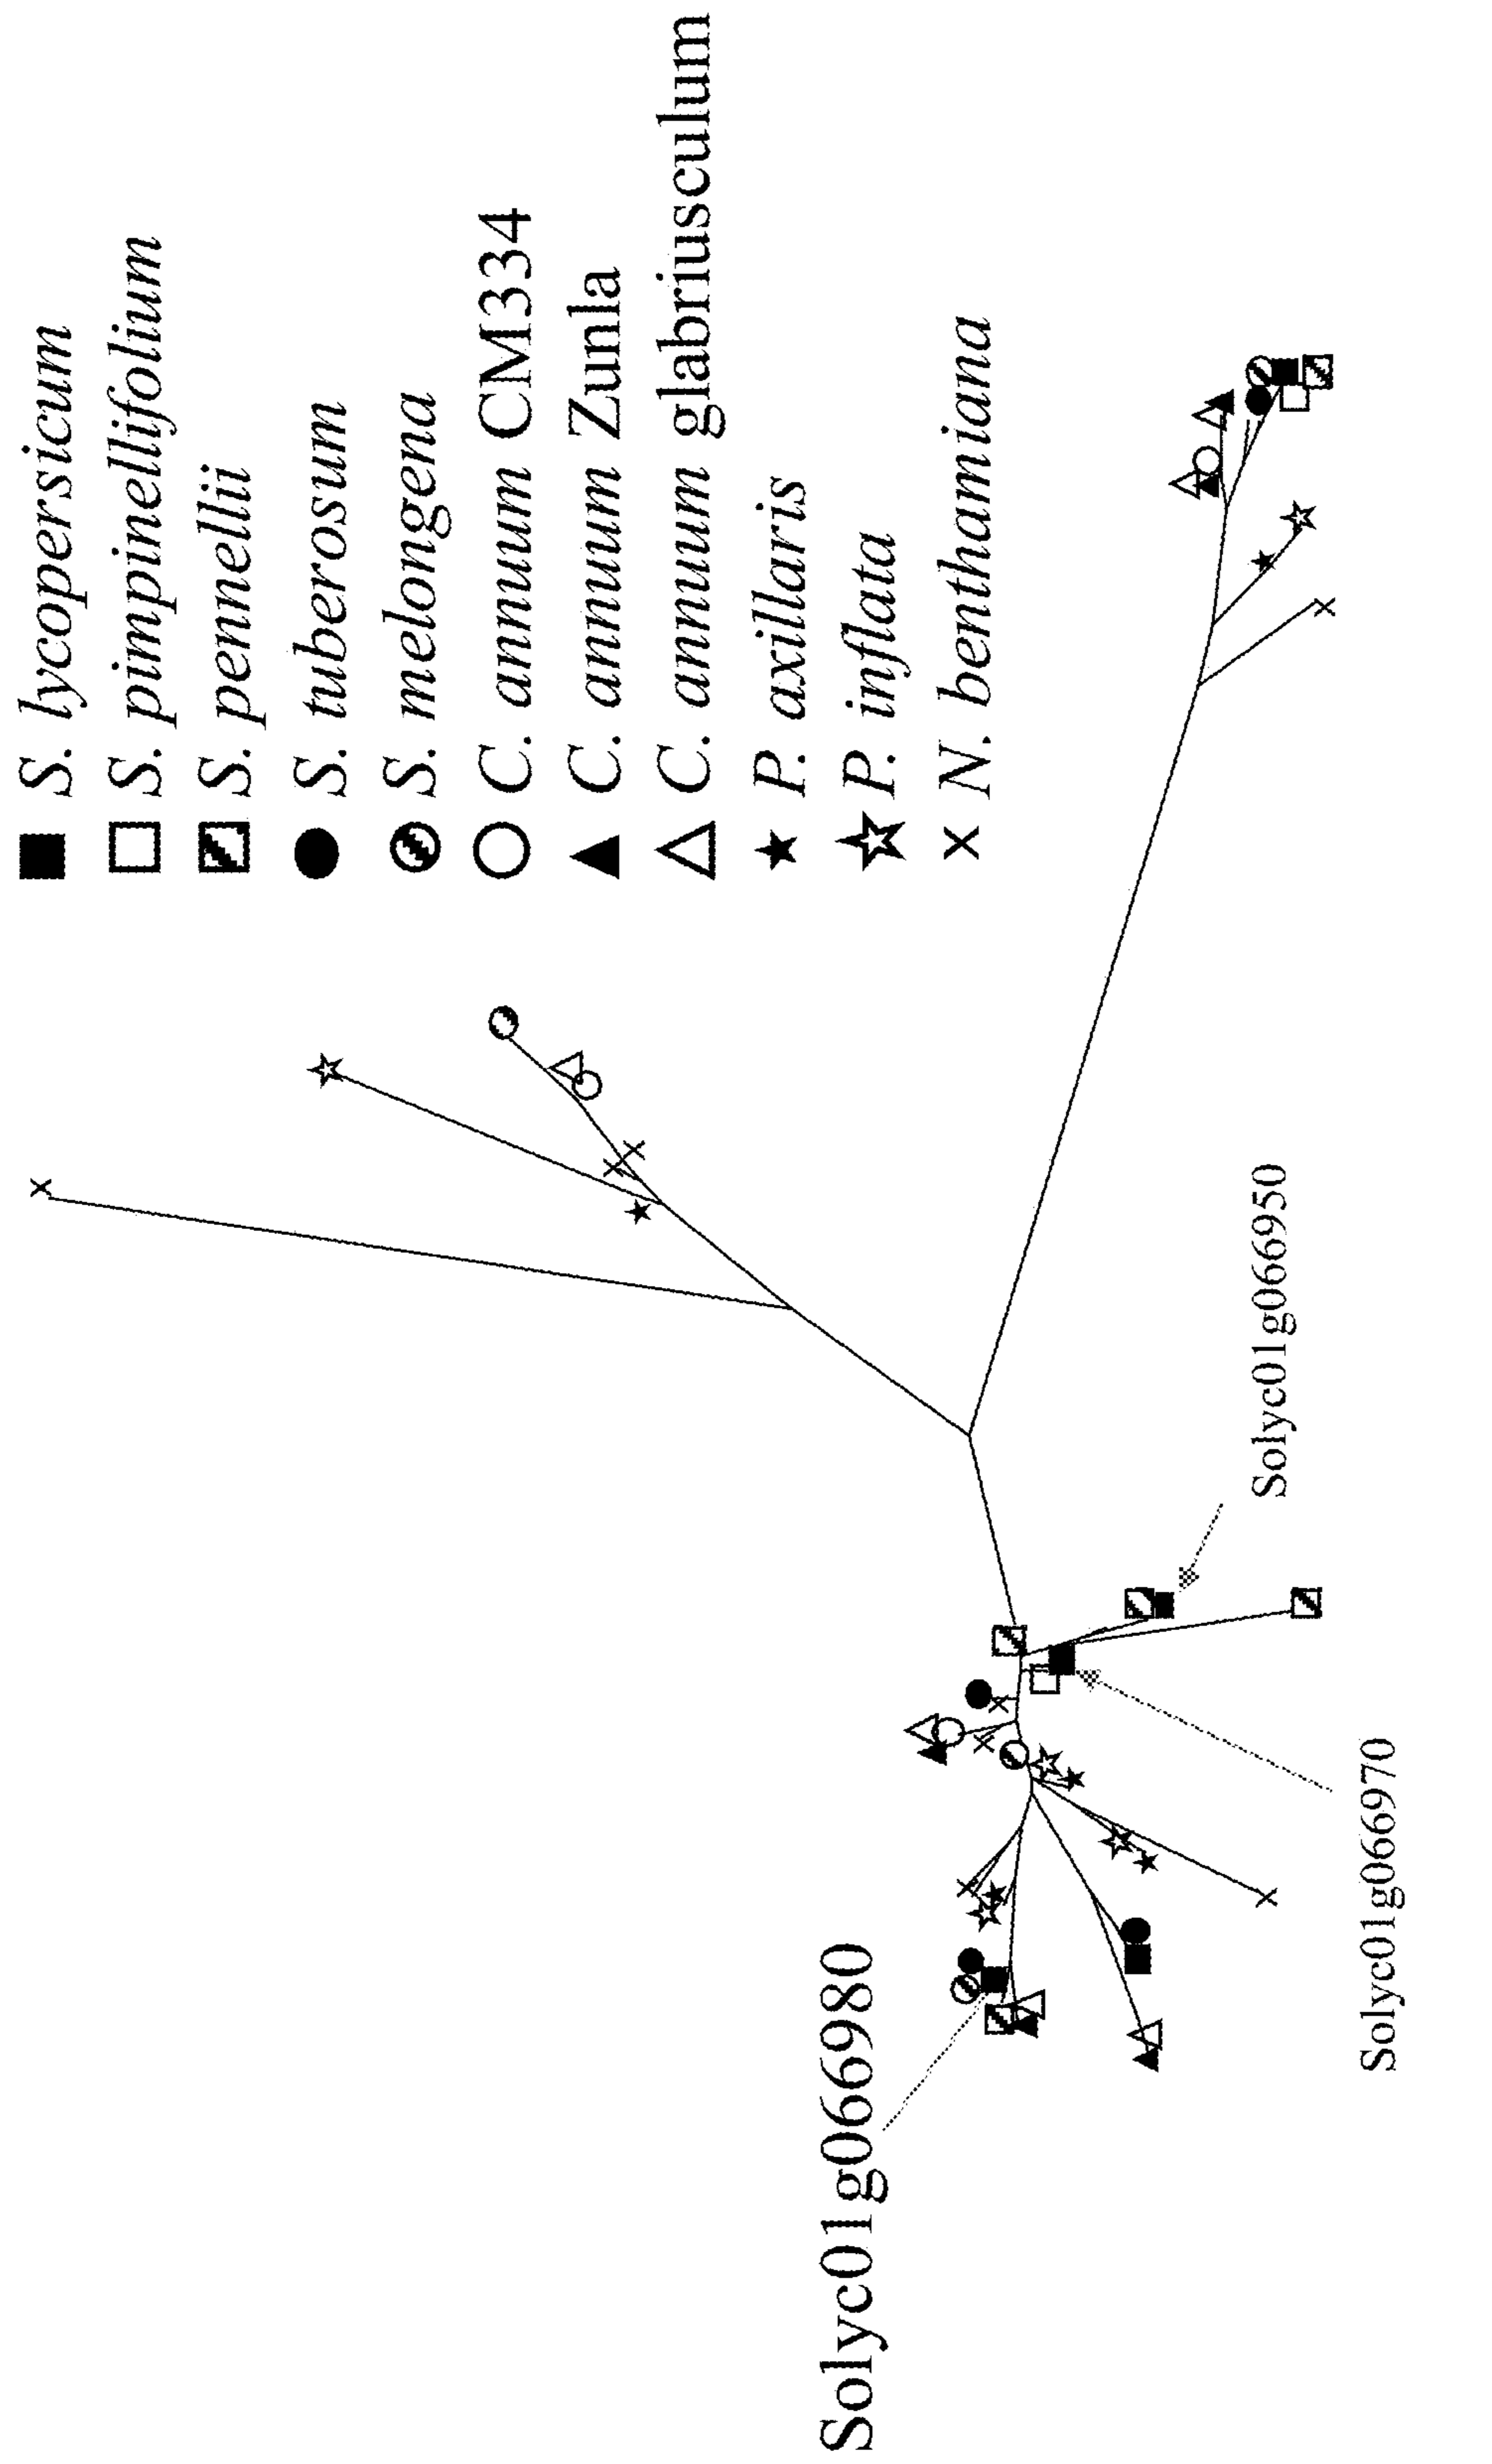 S. lycopersicum
S. pimpinellifolium
S. pennellii
S. tuberosum
S. melongena
C. annuum CM334
C. annuum Zunla
C. annuum glabriusculum
P. axillaris
P. inflata
N. benthamiana
Solyc01g066980
Solyc01g066950
Solyc01g066970